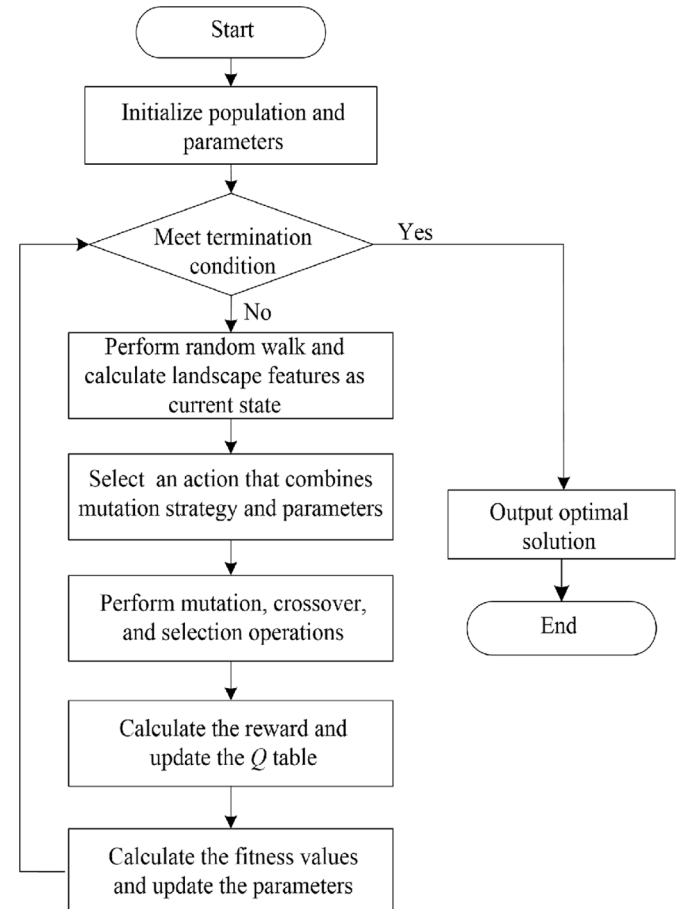 Start
Initialize population and
parameters
Meet termination
condition
Yes
No
Perform random walk and
calculate landscape features as
current state
Select an action that combines
mutation strategy and parameters
Perform mutation, crossover,
and selection operations
Calculate the reward and
update the Q table
Calculate the fitness values
and update the parameters
Output optimal
solution
End